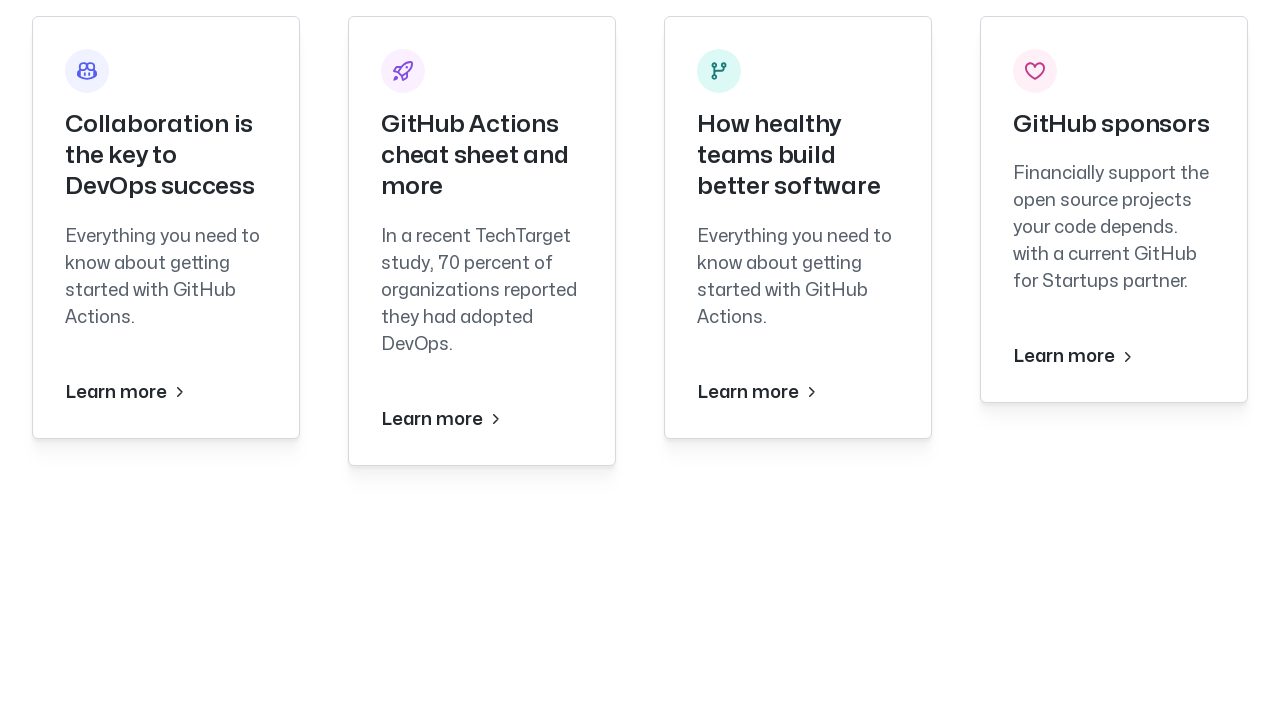 Collaboration is
the key to
DevOps success
Everything you need to
know about getting
started with GitHub
Actions.
Learn more
GitHub Actions
cheat sheet and
more
In a recent TechTarget
study, 70 percent of
organizations reported
they had adopted
DevOps.
Learn more
How healthy
teams build
better software
Everything you need to
know about getting
started with GitHub
Actions.
Learn more
GitHub sponsors
Financially support the
open source projects
your code depends.
with a current GitHub
for Startups partner.
Learn more